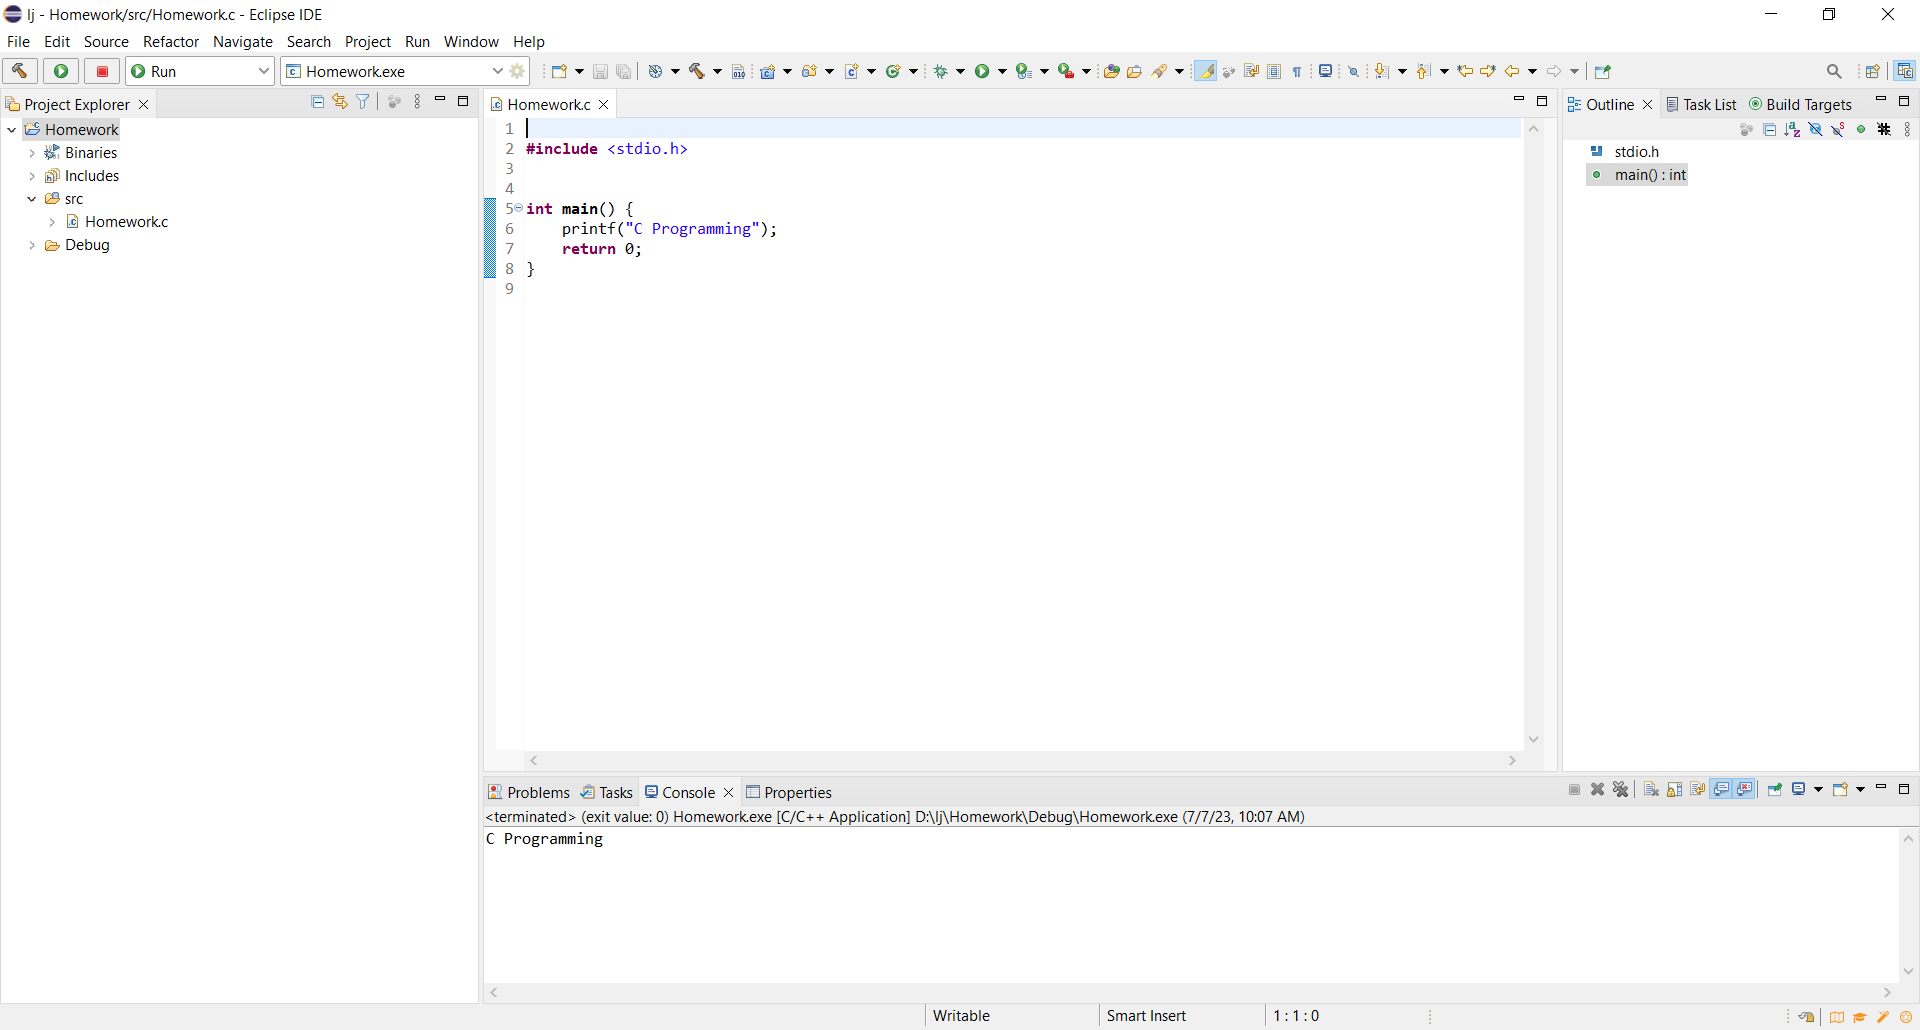 lj - Homework/src/Homework.c - Eclipse IDE
File Edit Source Refactor Navigate Search Project Run Window Help
Run Homework.exe
Project Explorer
Homework
Binaries
Includes
src
Homework.c
Debug
Homework.c
1
2 #include <stdio.h>
3
4
5 int main() {
6 printf("C Programming");
7 return 0;
8 }
9
Outline Task List Build Targets
stdio.h
main() : int
Problems Tasks Console Properties
<terminated> (exit value: 0) Homework.exe [C/C++ Application] D:\lj\Homework\Debug\Homework.exe (7/7/23, 10:07 AM)
C Programming
Writable Smart Insert 1 : 1 : 0